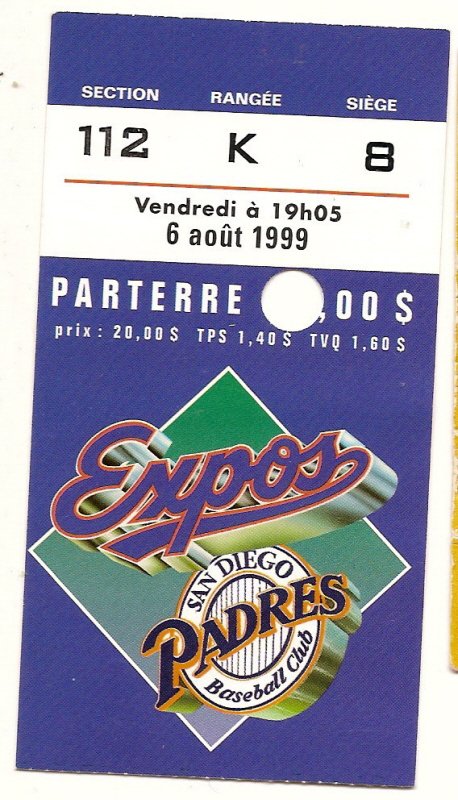 SECTION RANGÉE SIÈGE
112 K 8
Vendredi à 19h05
6 août 1999
PARTERRE ,00 $
prix : 20,00 $ TPS 1,40 $ TVQ 1,60 $
Expos
SAN DIEGO
PADRES
Baseball Club